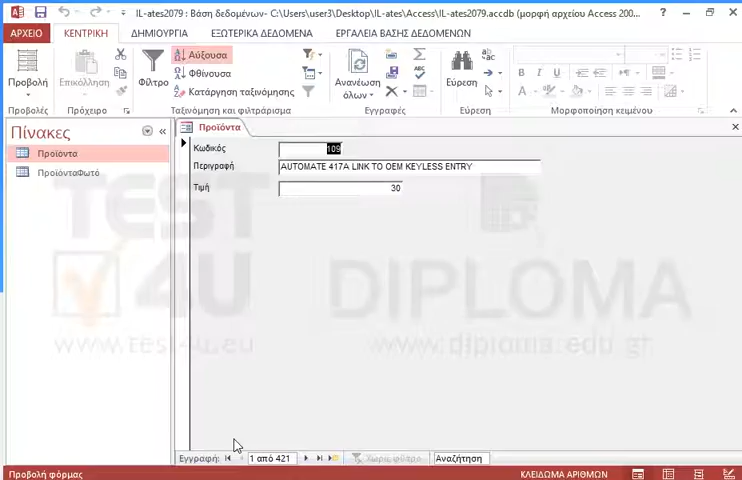 IL-ates2079 : Βάση δεδομένων- C:\Users\user3\Desktop\IL-ates\Access\IL-ates2079.accdb (μορφή αρχείου Access 200...
ΑΡΧΕΙΟ ΚΕΝΤΡΙΚΗ ΔΗΜΙΟΥΡΓΙΑ ΕΞΩΤΕΡΙΚΑ ΔΕΔΟΜΕΝΑ ΕΡΓΑΛΕΙΑ ΒΑΣΗΣ ΔΕΔΟΜΕΝΩΝ
Προβολή Επικόλληση Φίλτρο Αύξουσα Ανανέωση όλων Εύρεση
Φθίνουσα
Κατάργηση ταξινόμησης
B I U
A
Προβολές Πρόχειρο Ταξινόμηση και φιλτράρισμα Εγγραφές Εύρεση Μορφοποίηση κειμένου
Πίνακες
Προϊόντα
ΠροϊόνταΦωτό
Προϊόντα
Κωδικός 109
Περιγραφή AUTOMATE 417A LINK TO OEM KEYLESS ENTRY
Τιμή 30
TEST
4U DIPLOMA
www.test4u.eu www.diploma.edu.gr
Εγγραφή: 1 από 421 Χωρίς φίλτρο Αναζήτηση
Προβολή φόρμας ΚΛΕΙΔΩΜΑ ΑΡΙΘΜΩΝ